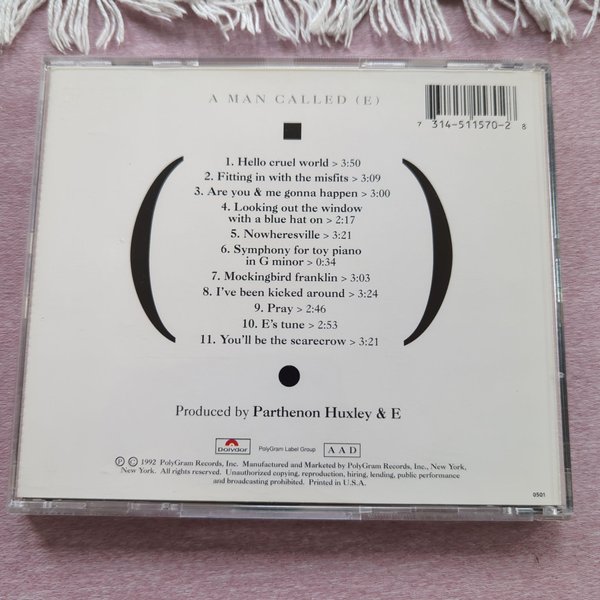 A MAN CALLED (E)
7 314-511570-2 8
1. Hello cruel world > 3:50
2. Fitting in with the misfits > 3:09
3. Are you & me gonna happen > 3:00
4. Looking out the window
with a blue hat on > 2:17
5. Nowheresville > 3:21
6. Symphony for toy piano
in G minor > 0:34
7. Mockingbird franklin > 3:03
8. I've been kicked around > 3:24
9. Pray > 2:46
10. E's tune > 2:53
11. You'll be the scarecrow > 3:21
Produced by Parthenon Huxley & E
Polydor PolyGram Label Group AAD
Ⓟ © 1992 PolyGram Records, Inc. Manufactured and Marketed by PolyGram Records, Inc., New York,
New York. All rights reserved. Unauthorized copying, reproduction, hiring, lending, public performance
and broadcasting prohibited. Printed in U.S.A.
0501